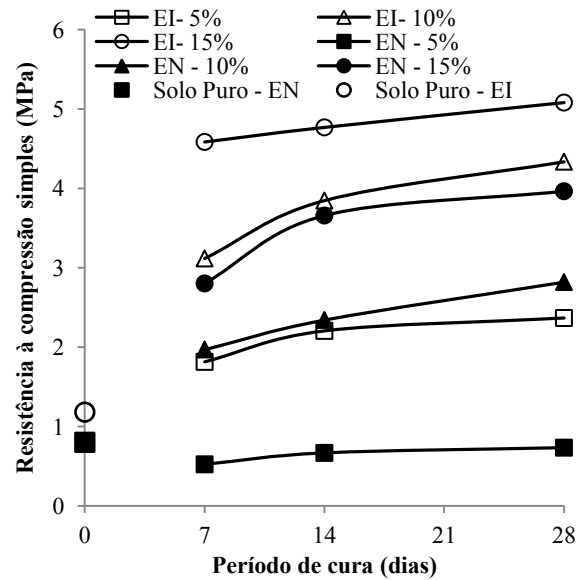 EI- 5% EI- 10%
EI- 15% EN - 5%
EN - 10% EN - 15%
Solo Puro - EN Solo Puro - EI
Resistência à compressão simples (MPa)
6
5
4
3
2
1
0
0 7 14 21 28
Período de cura (dias)